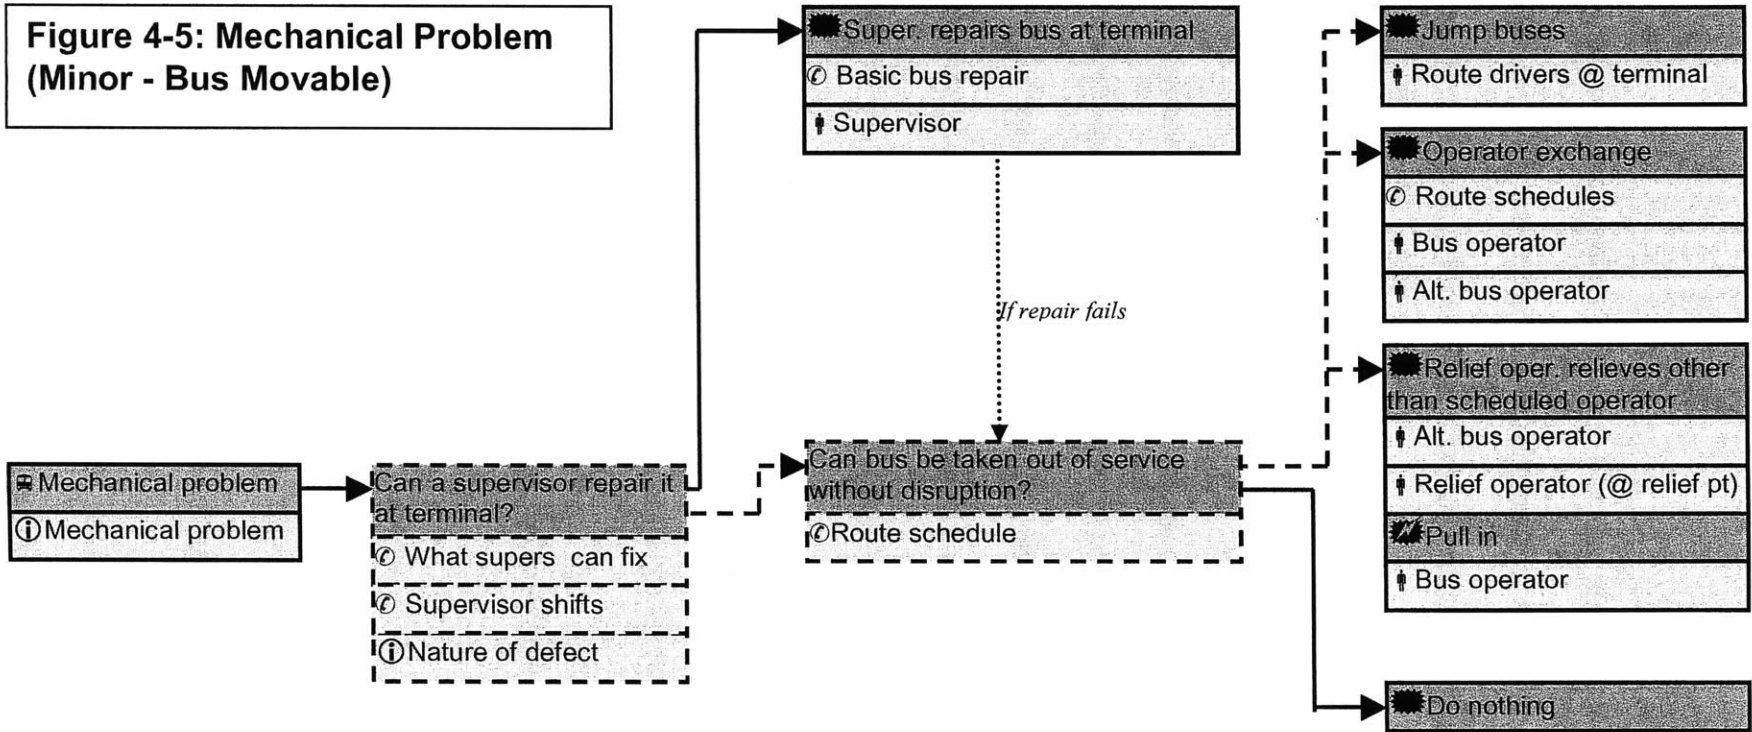 Figure 4-5: Mechanical Problem
(Minor - Bus Movable)
Super. repairs bus at terminal
✆ Basic bus repair
Supervisor
If repair fails
Mechanical problem
ⓘ Mechanical problem
Can a supervisor repair it
at terminal?
✆ What supers can fix
✆ Supervisor shifts
ⓘ Nature of defect
Can bus be taken out of service
without disruption?
✆ Route schedule
Jump buses
Route drivers @ terminal
Operator exchange
✆ Route schedules
Bus operator
Alt. bus operator
Relief oper. relieves other
than scheduled operator
Alt. bus operator
Relief operator (@ relief pt)
Pull in
Bus operator
Do nothing